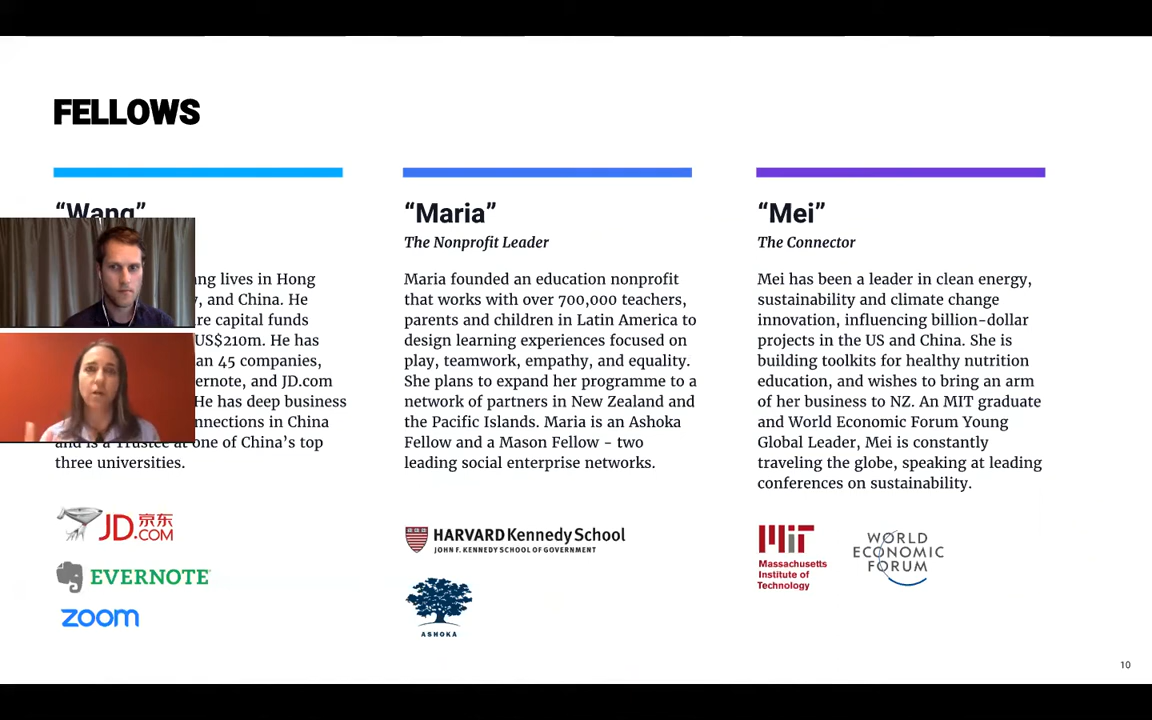 FELLOWS
“Wang”
lives in Hong
and China. He
capital funds
US$210m. He has
45 companies,
and JD.com
He has deep business
connections in China
and is a Trustee at one of China’s top
three universities.
JD.COM 京东
EVERNOTE
zoom
“Maria”
The Nonprofit Leader
Maria founded an education nonprofit
that works with over 700,000 teachers,
parents and children in Latin America to
design learning experiences focused on
play, teamwork, empathy, and equality.
She plans to expand her programme to a
network of partners in New Zealand and
the Pacific Islands. Maria is an Ashoka
Fellow and a Mason Fellow - two
leading social enterprise networks.
HARVARD Kennedy School
JOHN F. KENNEDY SCHOOL OF GOVERNMENT
ASHOKA
“Mei”
The Connector
Mei has been a leader in clean energy,
sustainability and climate change
innovation, influencing billion-dollar
projects in the US and China. She is
building toolkits for healthy nutrition
education, and wishes to bring an arm
of her business to NZ. An MIT graduate
and World Economic Forum Young
Global Leader, Mei is constantly
traveling the globe, speaking at leading
conferences on sustainability.
MIT
Massachusetts
Institute of
Technology
WORLD
ECONOMIC
FORUM
10